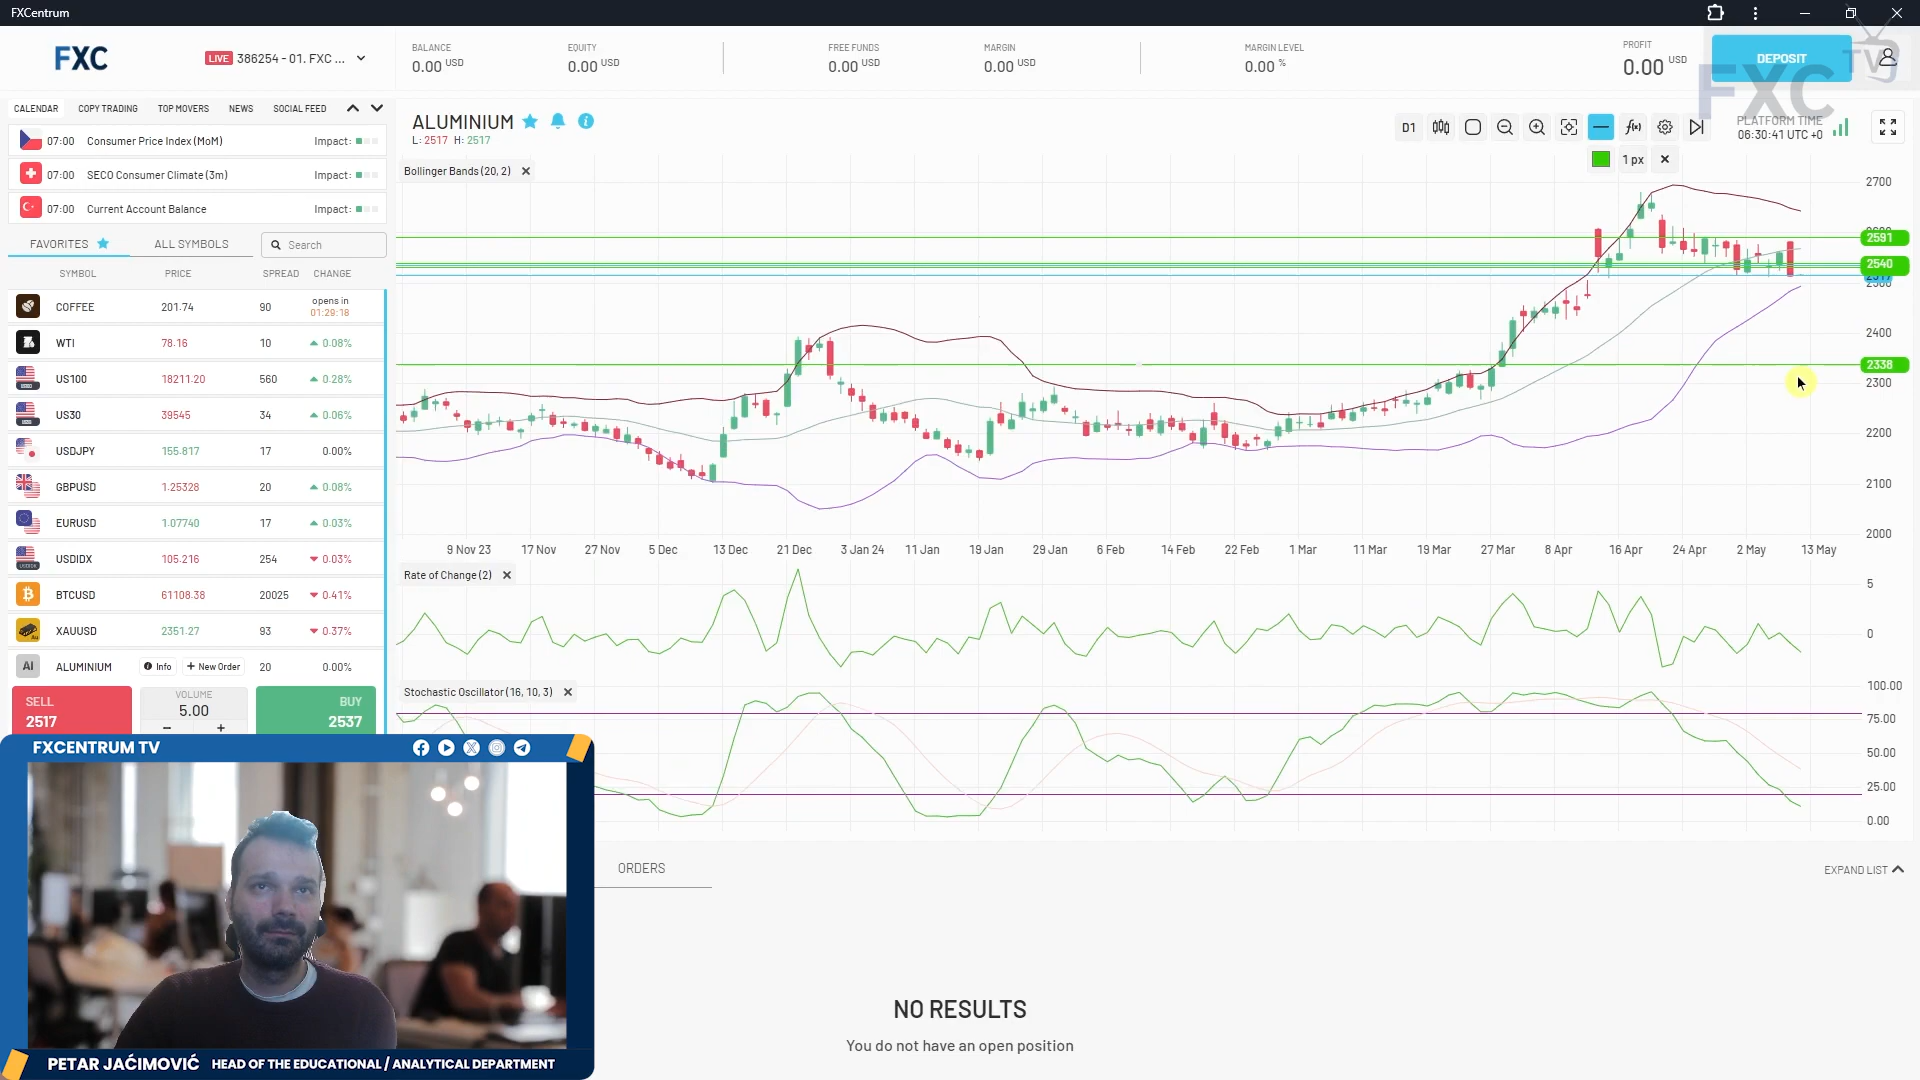 FXCentrum
FXC
LIVE 386254 - 01. FXC ...
BALANCE
0.00 USD
EQUITY
0.00 USD
FREE FUNDS
0.00 USD
MARGIN
0.00 USD
MARGIN LEVEL
0.00 %
PROFIT
0.00 USD
DEPOSIT
FXC TV
CALENDAR COPY TRADING TOP MOVERS NEWS SOCIAL FEED
07:00 Consumer Price Index (MoM) Impact:
07:00 SECO Consumer Climate (3m) Impact:
07:00 Current Account Balance Impact:
FAVORITES ALL SYMBOLS Search
SYMBOL PRICE SPREAD CHANGE
COFFEE 201.74 90 opens in 01:29:18
WTI 78.16 10 0.08%
US100 18211.20 560 0.28%
US30 39545 34 0.06%
USDJPY 155.817 17 0.00%
GBPUSD 1.25328 20 0.08%
EURUSD 1.07740 17 0.03%
USDIDX 105.216 254 0.03%
BTCUSD 61108.38 20025 0.41%
XAUUSD 2351.27 93 0.37%
Al ALUMINIUM Info + New Order 20 0.00%
SELL
2517
VOLUME
5.00
- +
BUY
2537
ALUMINIUM
L: 2517 H: 2517
D1
f(x)
PLATFORM TIME
06:30:41 UTC +0
1 px
Bollinger Bands (20, 2)
2700
2591
2540
2500
2400
2338
2300
2200
2100
2000
9 Nov 23 17 Nov 27 Nov 5 Dec 13 Dec 21 Dec 3 Jan 24 11 Jan 19 Jan 29 Jan 6 Feb 14 Feb 22 Feb 1 Mar 11 Mar 19 Mar 27 Mar 8 Apr 16 Apr 24 Apr 2 May 13 May
Rate of Change (2)
5
0
Stochastic Oscillator (16, 10, 3)
100.00
75.00
50.00
25.00
0.00
ORDERS
EXPAND LIST
NO RESULTS
You do not have an open position
FXCENTRUM TV
PETAR JAĆIMOVIĆ HEAD OF THE EDUCATIONAL / ANALYTICAL DEPARTMENT